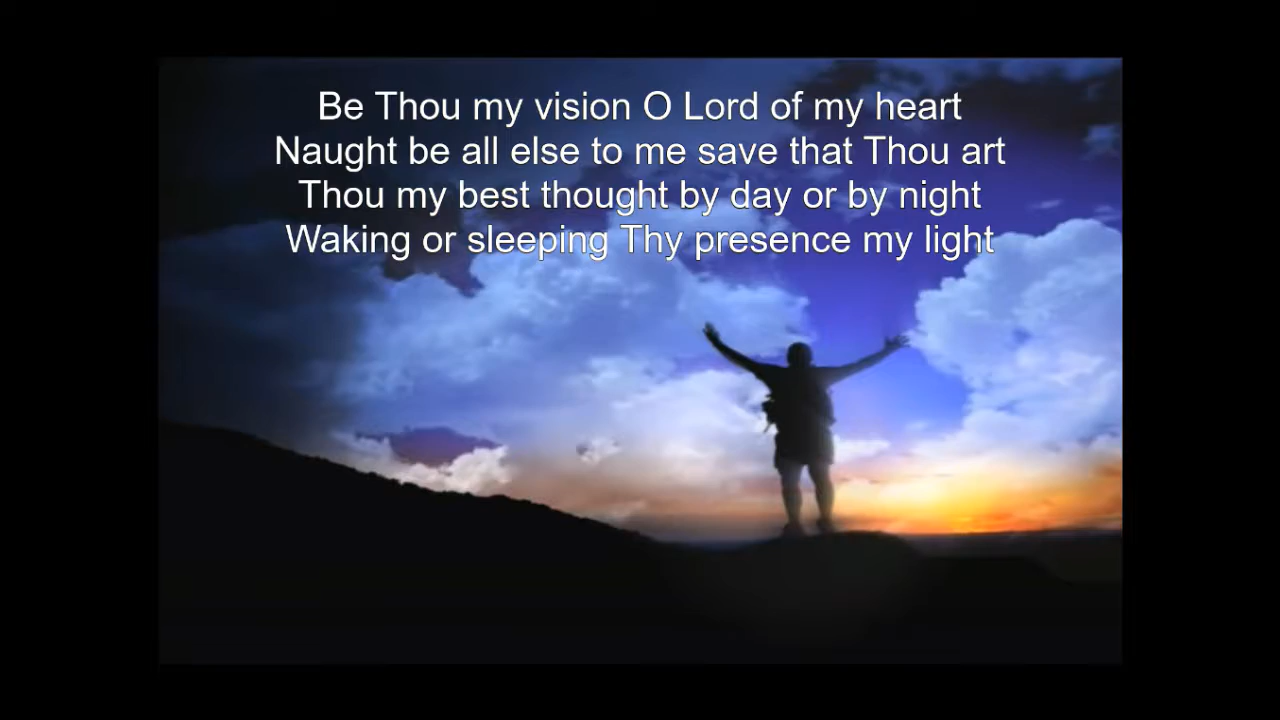 Be Thou my vision O Lord of my heart
Naught be all else to me save that Thou art
Thou my best thought by day or by night
Waking or sleeping Thy presence my light